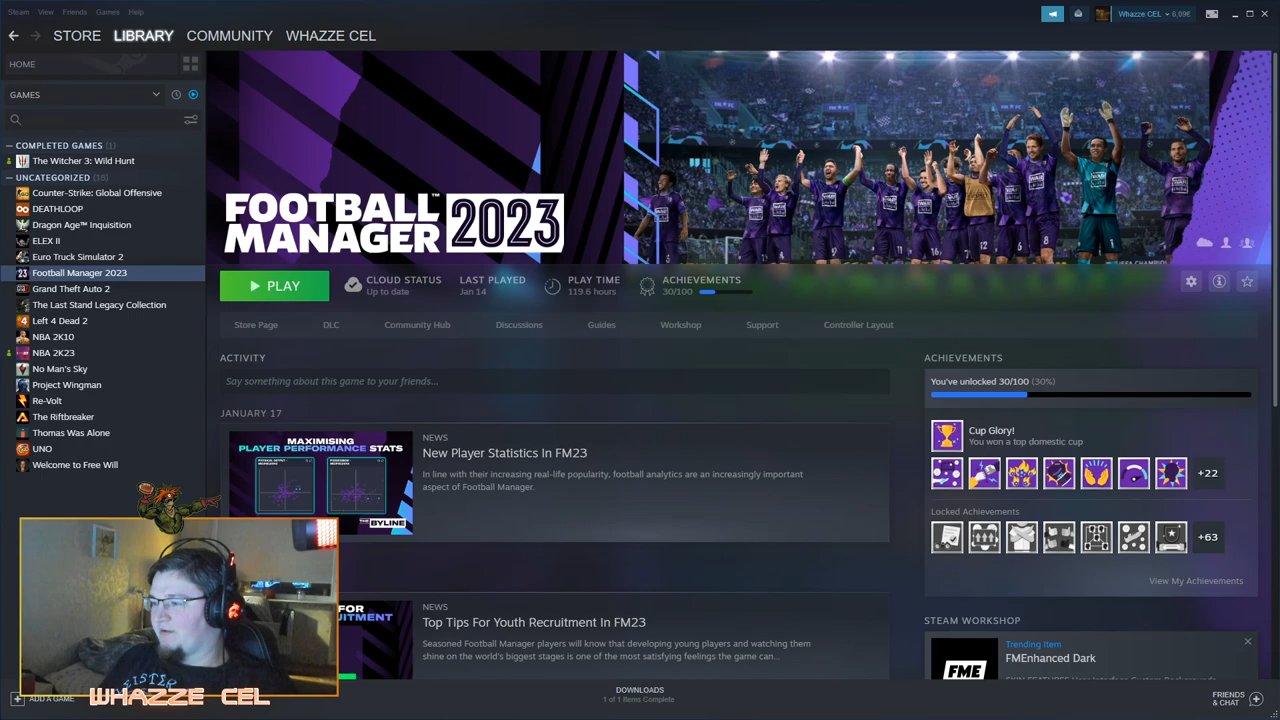 Steam View Friends Games Help
Whazze CEL 6,09€
STORE LIBRARY COMMUNITY WHAZZE CEL
HOME
GAMES
COMPLETED GAMES (1)
The Witcher 3: Wild Hunt
UNCATEGORIZED (18)
Counter-Strike: Global Offensive
DEATHLOOP
Dragon Age™ Inquisition
ELEX II
Euro Truck Simulator 2
Football Manager 2023
Grand Theft Auto 2
The Last Stand Legacy Collection
Left 4 Dead 2
NBA 2K10
NBA 2K23
No Man's Sky
Project Wingman
Re-Volt
The Riftbreaker
Thomas Was Alone
UNO
Welcome to Free Will
ADD A GAME
WHAZZE CEL
FOOTBALL
MANAGER™ 2023
PLAY
CLOUD STATUS
Up to date
LAST PLAYED
Jan 14
PLAY TIME
119.6 hours
ACHIEVEMENTS
30/100
Store Page DLC Community Hub Discussions Guides Workshop Support Controller Layout
ACTIVITY
Say something about this game to your friends...
JANUARY 17
MAXIMISING
PLAYER PERFORMANCE STATS
THE BYLINE
NEWS
New Player Statistics In FM23
In line with their increasing real-life popularity, football analytics are an increasingly important
aspect of Football Manager.
NEWS
Top Tips For Youth Recruitment In FM23
Seasoned Football Manager players will know that developing young players and watching them
shine on the world's biggest stages is one of the most satisfying feelings the game can...
ACHIEVEMENTS
You've unlocked 30/100 (30%)
Cup Glory!
You won a top domestic cup
+22
Locked Achievements
+63
View My Achievements
STEAM WORKSHOP
Trending Item
FMEnhanced Dark
FME
DOWNLOADS
1 of 1 Items Complete
FRIENDS
& CHAT